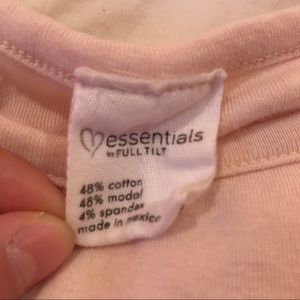 essentials
by FULL TILT
48% cotton
48% modal
4% spandex
made in mexico